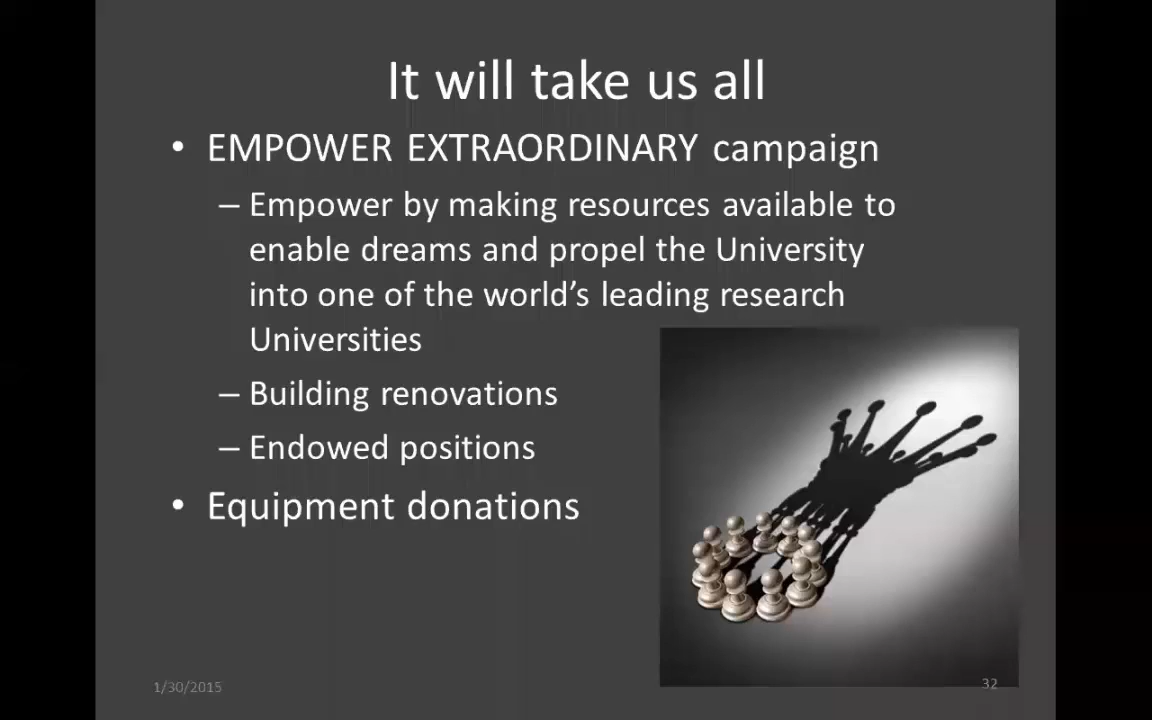 It will take us all
• EMPOWER EXTRAORDINARY campaign
– Empower by making resources available to
enable dreams and propel the University
into one of the world’s leading research
Universities
– Building renovations
– Endowed positions
• Equipment donations
1/30/2015
32